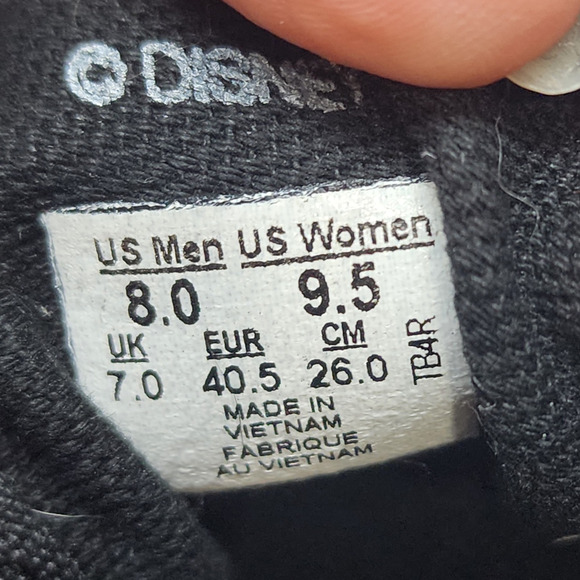 © DISNEY
US Men US Women
8.0 9.5
UK EUR CM
7.0 40.5 26.0
TB4R
MADE IN
VIETNAM
FABRIQUE
AU VIETNAM